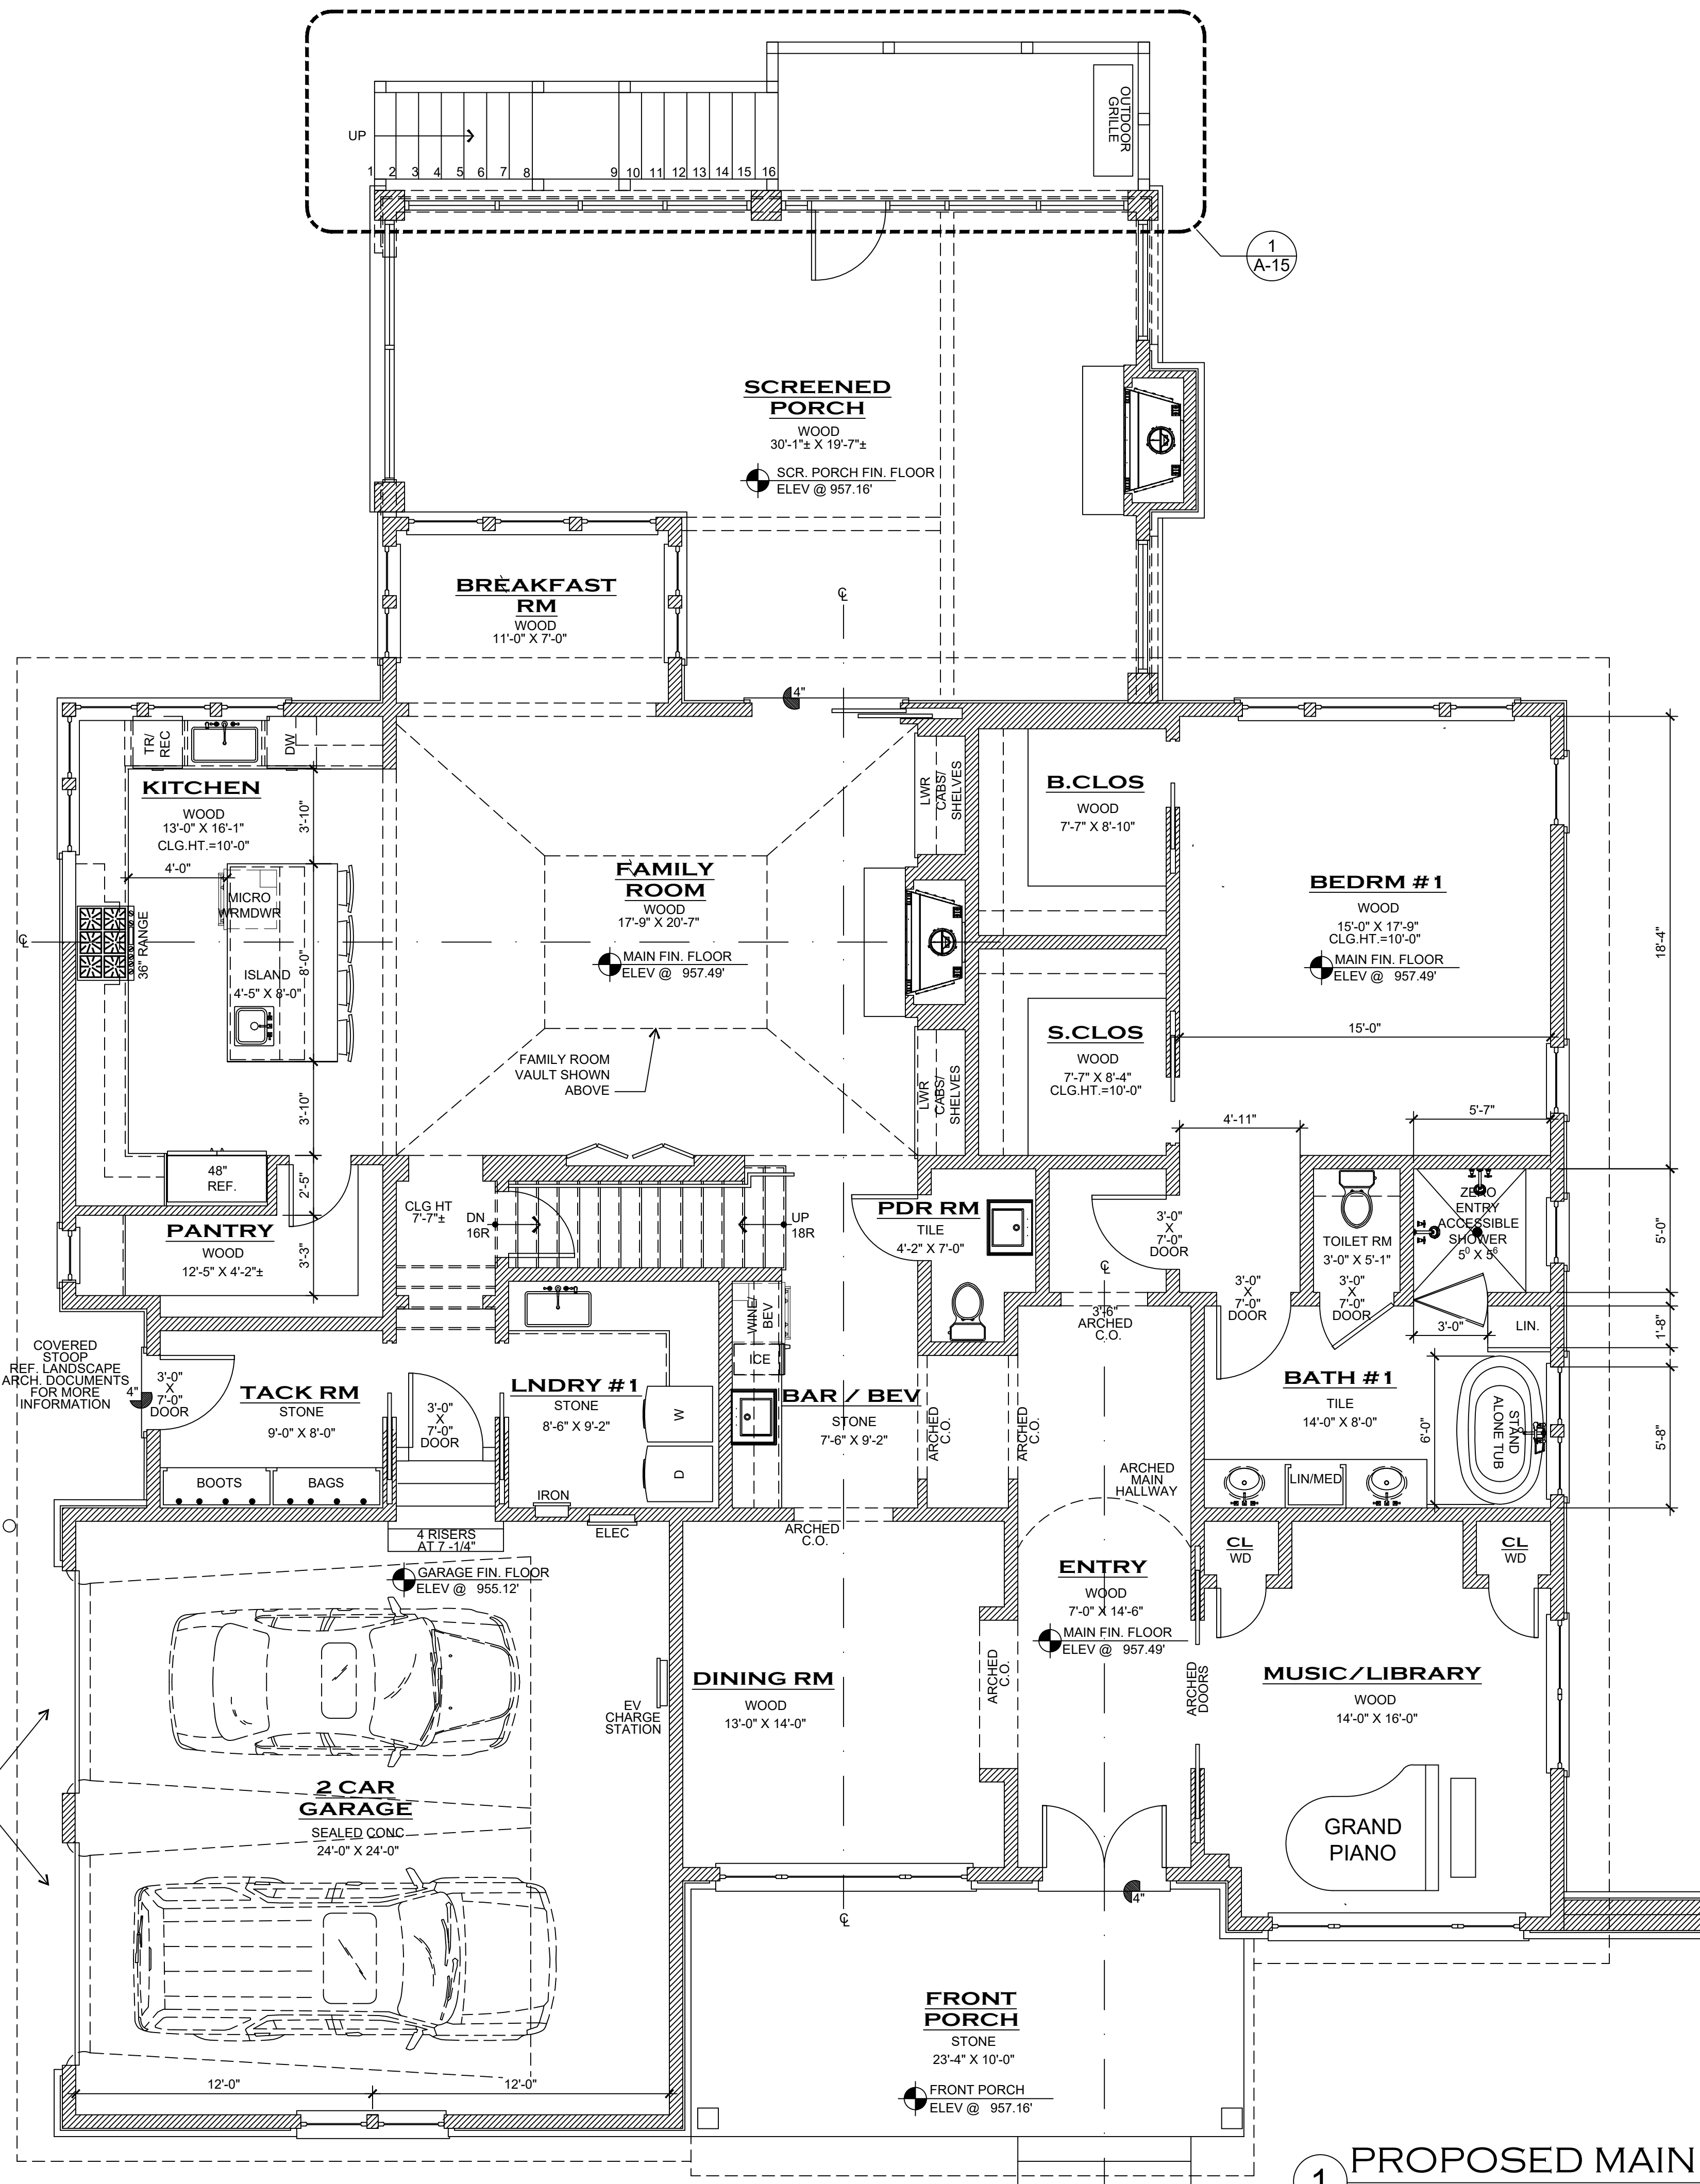 OUTDOOR
GRILLE
UP
1 2 3 4 5 6 7 8 9 10 11 12 13 14 15 16
1
A-15
SCREENED
PORCH
WOOD
30'-1"± X 19'-7"±
SCR. PORCH FIN. FLOOR
ELEV @ 957.16'
BREAKFAST
RM
WOOD
11'-0" X 7'-0"
℄
4"
TR/
REC
DW
KITCHEN
WOOD
13'-0" X 16'-1"
CLG.HT.=10'-0"
4'-0"
3'-10"
MICRO
WRMDWR
36" RANGE
℄
ISLAND
4'-5" X 8'-0"
8'-0"
3'-10"
48"
REF.
2'-5"
FAMILY
ROOM
WOOD
17'-9" X 20'-7"
MAIN FIN. FLOOR
ELEV @ 957.49'
FAMILY ROOM
VAULT SHOWN
ABOVE
LWR
CABS/
SHELVES
LWR
CABS/
SHELVES
B.CLOS
WOOD
7'-7" X 8'-10"
S.CLOS
WOOD
7'-7" X 8'-4"
CLG.HT.=10'-0"
BEDRM #1
WOOD
15'-0" X 17'-9"
CLG.HT.=10'-0"
MAIN FIN. FLOOR
ELEV @ 957.49'
15'-0"
18'-4"
4'-11"
5'-7"
PANTRY
WOOD
12'-5" X 4'-2"±
3'-3"
CLG HT
7'-7"±
DN
16R
UP
18R
PDR RM
TILE
4'-2" X 7'-0"
3'-0"
X
7'-0"
DOOR
℄
3'-6"
ARCHED
C.O.
TOILET RM
3'-0" X 5'-1"
3'-0"
X
7'-0"
DOOR
3'-0"
X
7'-0"
DOOR
ZERO
ENTRY
ACCESSIBLE
SHOWER
5⁰ X 5⁶
5'-0"
3'-0"
LIN.
1'-8"
COVERED
STOOP
REF. LANDSCAPE
ARCH. DOCUMENTS
FOR MORE
INFORMATION
4"
3'-0"
X
7'-0"
DOOR
TACK RM
STONE
9'-0" X 8'-0"
BOOTS
BAGS
3'-0"
X
7'-0"
DOOR
LNDRY #1
STONE
8'-6" X 9'-2"
W
D
IRON
ELEC
WINE/
BEV
ICE
BAR / BEV
STONE
7'-6" X 9'-2"
ARCHED
C.O.
ARCHED
C.O.
ARCHED
C.O.
ARCHED
MAIN
HALLWAY
BATH #1
TILE
14'-0" X 8'-0"
6'-0"
STAND
ALONE TUB
5'-8"
LIN/MED
4 RISERS
AT 7 -1/4"
GARAGE FIN. FLOOR
ELEV @ 955.12'
EV
CHARGE
STATION
2 CAR
GARAGE
SEALED CONC
24'-0" X 24'-0"
12'-0"
12'-0"
DINING RM
WOOD
13'-0" X 14'-0"
ARCHED
C.O.
ENTRY
WOOD
7'-0" X 14'-6"
MAIN FIN. FLOOR
ELEV @ 957.49'
ARCHED
DOORS
CL
WD
CL
WD
MUSIC/LIBRARY
WOOD
14'-0" X 16'-0"
GRAND
PIANO
4"
℄
FRONT
PORCH
STONE
23'-4" X 10'-0"
FRONT PORCH
ELEV @ 957.16'
1
PROPOSED MAIN